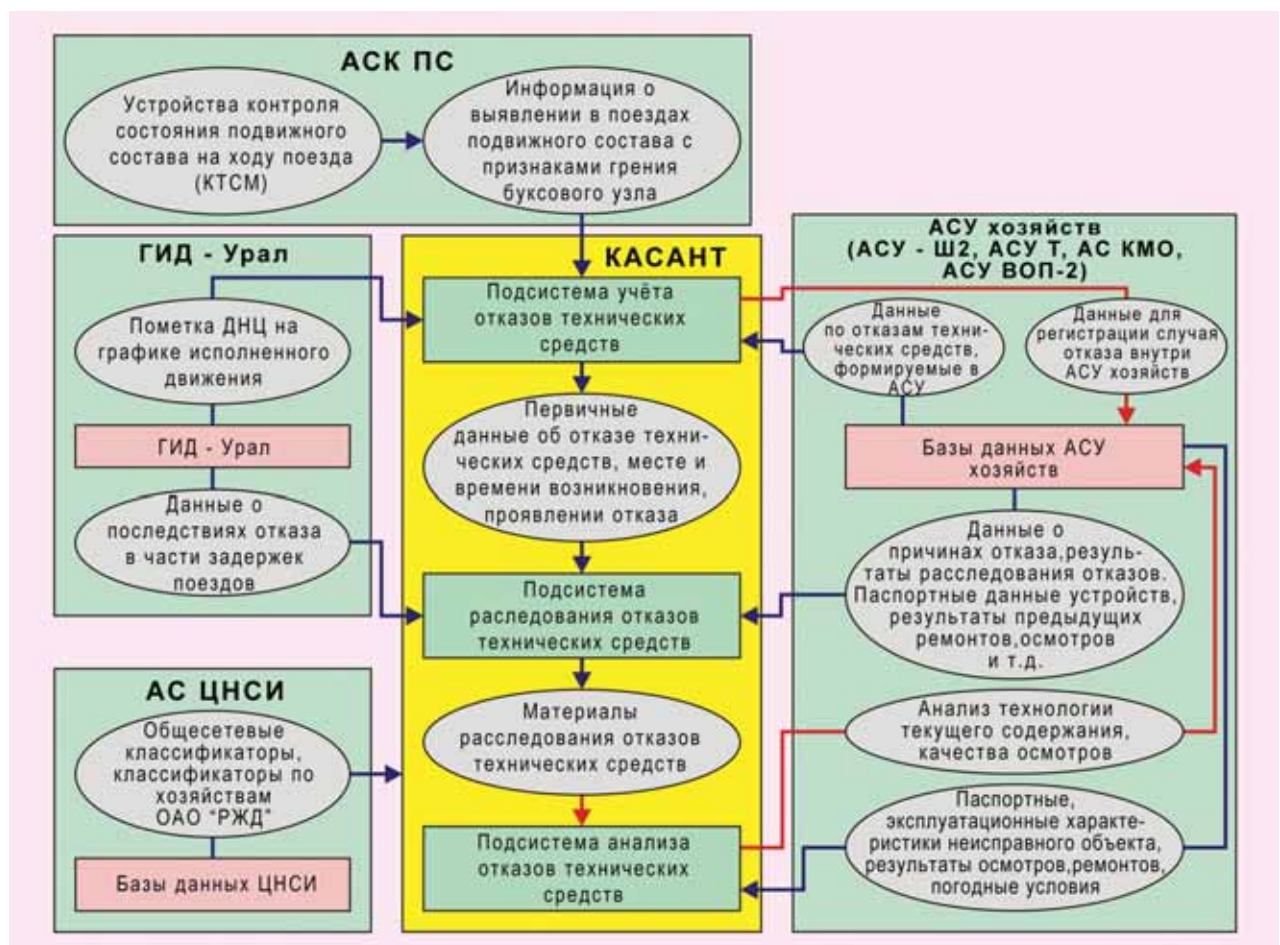 АСК ПС
Устройства контроля
состояния подвижного
состава на ходу поезда
(КТСМ)
Информация о
выявлении в поездах
подвижного состава с
признаками грения
буксового узла
ГИД - Урал
Пометка ДНЦ на
графике исполненного
движения
ГИД - Урал
Данные о
последствиях отказа
в части задержек
поездов
АС ЦНСИ
Общесетевые
классификаторы,
классификаторы по
хозяйствам
ОАО "РЖД"
Базы данных ЦНСИ
КАСАНТ
Подсистема учёта
отказов технических
средств
Первичные
данные об отказе техни-
ческих средств, месте и
времени возникновения,
проявлении отказа
Подсистема
раследования отказов
технических средств
Материалы
расследования отказов
технических средств
Подсистема анализа
отказов технических
средств
АСУ хозяйств
(АСУ - Ш2, АСУ Т, АС КМО,
АСУ ВОП-2)
Данные
по отказам техни-
ческих средств,
формируемые в
АСУ
Данные для
регистрации случая
отказа внутри
АСУ хозяйств
Базы данных АСУ
хозяйств
Данные о
причинах отказа,резуль-
таты расследования отказов.
Паспортные данные устройств,
результаты предыдущих
ремонтов,осмотров
и т.д.
Анализ технологии
текущего содержания,
качества осмотров
Паспортные,
эксплуатационные характе-
ристики неисправного объекта,
результаты осмотров,ремонтов,
погодные условия